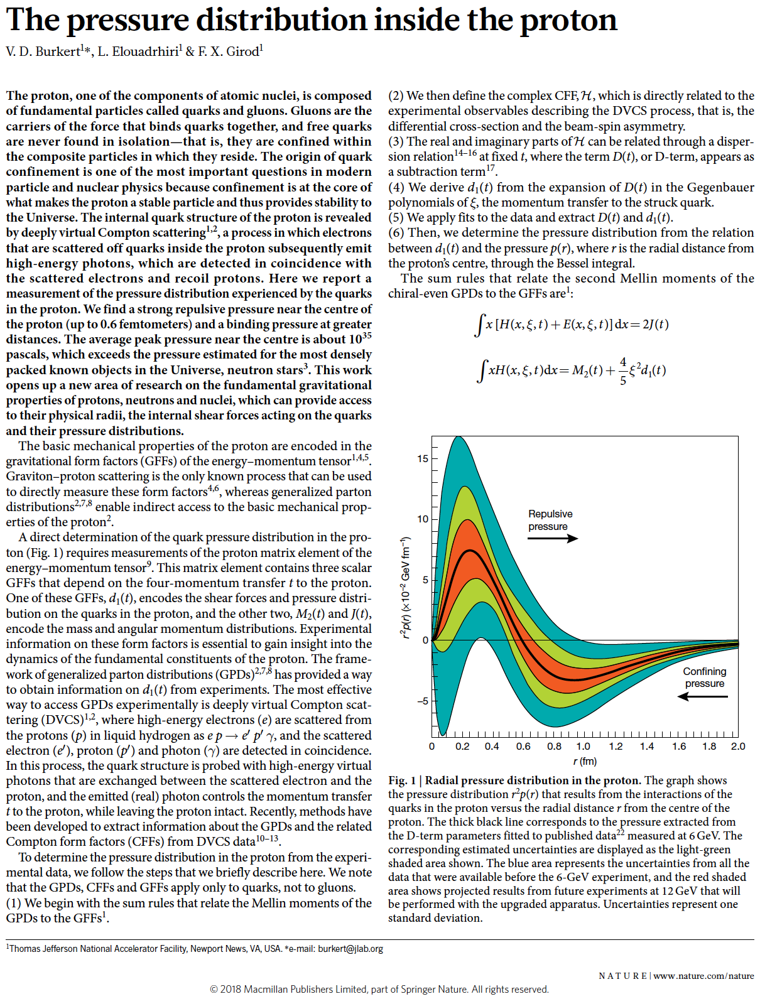 The pressure distribution inside the proton
V. D. Burkert¹*, L. Elouadrhiri¹ & F. X. Girod¹
The proton, one of the components of atomic nuclei, is composed
of fundamental particles called quarks and gluons. Gluons are the
carriers of the force that binds quarks together, and free quarks
are never found in isolation—that is, they are confined within
the composite particles in which they reside. The origin of quark
confinement is one of the most important questions in modern
particle and nuclear physics because confinement is at the core of
what makes the proton a stable particle and thus provides stability to
the Universe. The internal quark structure of the proton is revealed
by deeply virtual Compton scattering¹,², a process in which electrons
that are scattered off quarks inside the proton subsequently emit
high-energy photons, which are detected in coincidence with
the scattered electrons and recoil protons. Here we report a
measurement of the pressure distribution experienced by the quarks
in the proton. We find a strong repulsive pressure near the centre of
the proton (up to 0.6 femtometers) and a binding pressure at greater
distances. The average peak pressure near the centre is about 10³⁵
pascals, which exceeds the pressure estimated for the most densely
packed known objects in the Universe, neutron stars³. This work
opens up a new area of research on the fundamental gravitational
properties of protons, neutrons and nuclei, which can provide access
to their physical radii, the internal shear forces acting on the quarks
and their pressure distributions.
The basic mechanical properties of the proton are encoded in the
gravitational form factors (GFFs) of the energy–momentum tensor¹,⁴,⁵.
Graviton–proton scattering is the only known process that can be used
to directly measure these form factors⁴,⁶, whereas generalized parton
distributions²,⁷,⁸ enable indirect access to the basic mechanical prop-
erties of the proton².
A direct determination of the quark pressure distribution in the pro-
ton (Fig. 1) requires measurements of the proton matrix element of the
energy–momentum tensor⁹. This matrix element contains three scalar
GFFs that depend on the four-momentum transfer t to the proton.
One of these GFFs, d₁(t), encodes the shear forces and pressure distri-
bution on the quarks in the proton, and the other two, M₂(t) and J(t),
encode the mass and angular momentum distributions. Experimental
information on these form factors is essential to gain insight into the
dynamics of the fundamental constituents of the proton. The frame-
work of generalized parton distributions (GPDs)²,⁷,⁸ has provided a way
to obtain information on d₁(t) from experiments. The most effective
way to access GPDs experimentally is deeply virtual Compton scat-
tering (DVCS)¹,², where high-energy electrons (e) are scattered from
the protons (p) in liquid hydrogen as e p → e′ p′ γ, and the scattered
electron (e′), proton (p′) and photon (γ) are detected in coincidence.
In this process, the quark structure is probed with high-energy virtual
photons that are exchanged between the scattered electron and the
proton, and the emitted (real) photon controls the momentum transfer
t to the proton, while leaving the proton intact. Recently, methods have
been developed to extract information about the GPDs and the related
Compton form factors (CFFs) from DVCS data¹⁰⁻¹³.
To determine the pressure distribution in the proton from the experi-
mental data, we follow the steps that we briefly describe here. We note
that the GPDs, CFFs and GFFs apply only to quarks, not to gluons.
(1) We begin with the sum rules that relate the Mellin moments of the
GPDs to the GFFs¹.
(2) We then define the complex CFF, ℋ, which is directly related to the
experimental observables describing the DVCS process, that is, the
differential cross-section and the beam-spin asymmetry.
(3) The real and imaginary parts of ℋ can be related through a disper-
sion relation¹⁴⁻¹⁶ at fixed t, where the term D(t), or D-term, appears as
a subtraction term¹⁷.
(4) We derive d₁(t) from the expansion of D(t) in the Gegenbauer
polynomials of ξ, the momentum transfer to the struck quark.
(5) We apply fits to the data and extract D(t) and d₁(t).
(6) Then, we determine the pressure distribution from the relation
between d₁(t) and the pressure p(r), where r is the radial distance from
the proton's centre, through the Bessel integral.
The sum rules that relate the second Mellin moments of the
chiral-even GPDs to the GFFs are¹:
∫ x [H(x, ξ, t) + E(x, ξ, t)] dx = 2J(t)
∫ xH(x, ξ, t)dx = M₂(t) + 4/5 ξ²d₁(t)
15
10
5
0
–5
r²p(r) (×10⁻² GeV fm⁻¹)
Repulsive
pressure
Confining
pressure
0 0.2 0.4 0.6 0.8 1.0 1.2 1.4 1.6 1.8 2.0
r (fm)
Fig. 1 | Radial pressure distribution in the proton. The graph shows
the pressure distribution r²p(r) that results from the interactions of the
quarks in the proton versus the radial distance r from the centre of the
proton. The thick black line corresponds to the pressure extracted from
the D-term parameters fitted to published data²² measured at 6 GeV. The
corresponding estimated uncertainties are displayed as the light-green
shaded area shown. The blue area represents the uncertainties from all the
data that were available before the 6-GeV experiment, and the red shaded
area shows projected results from future experiments at 12 GeV that will
be performed with the upgraded apparatus. Uncertainties represent one
standard deviation.
¹Thomas Jefferson National Accelerator Facility, Newport News, VA, USA. *e-mail: burkert@jlab.org
NATURE | www.nature.com/nature
© 2018 Macmillan Publishers Limited, part of Springer Nature. All rights reserved.